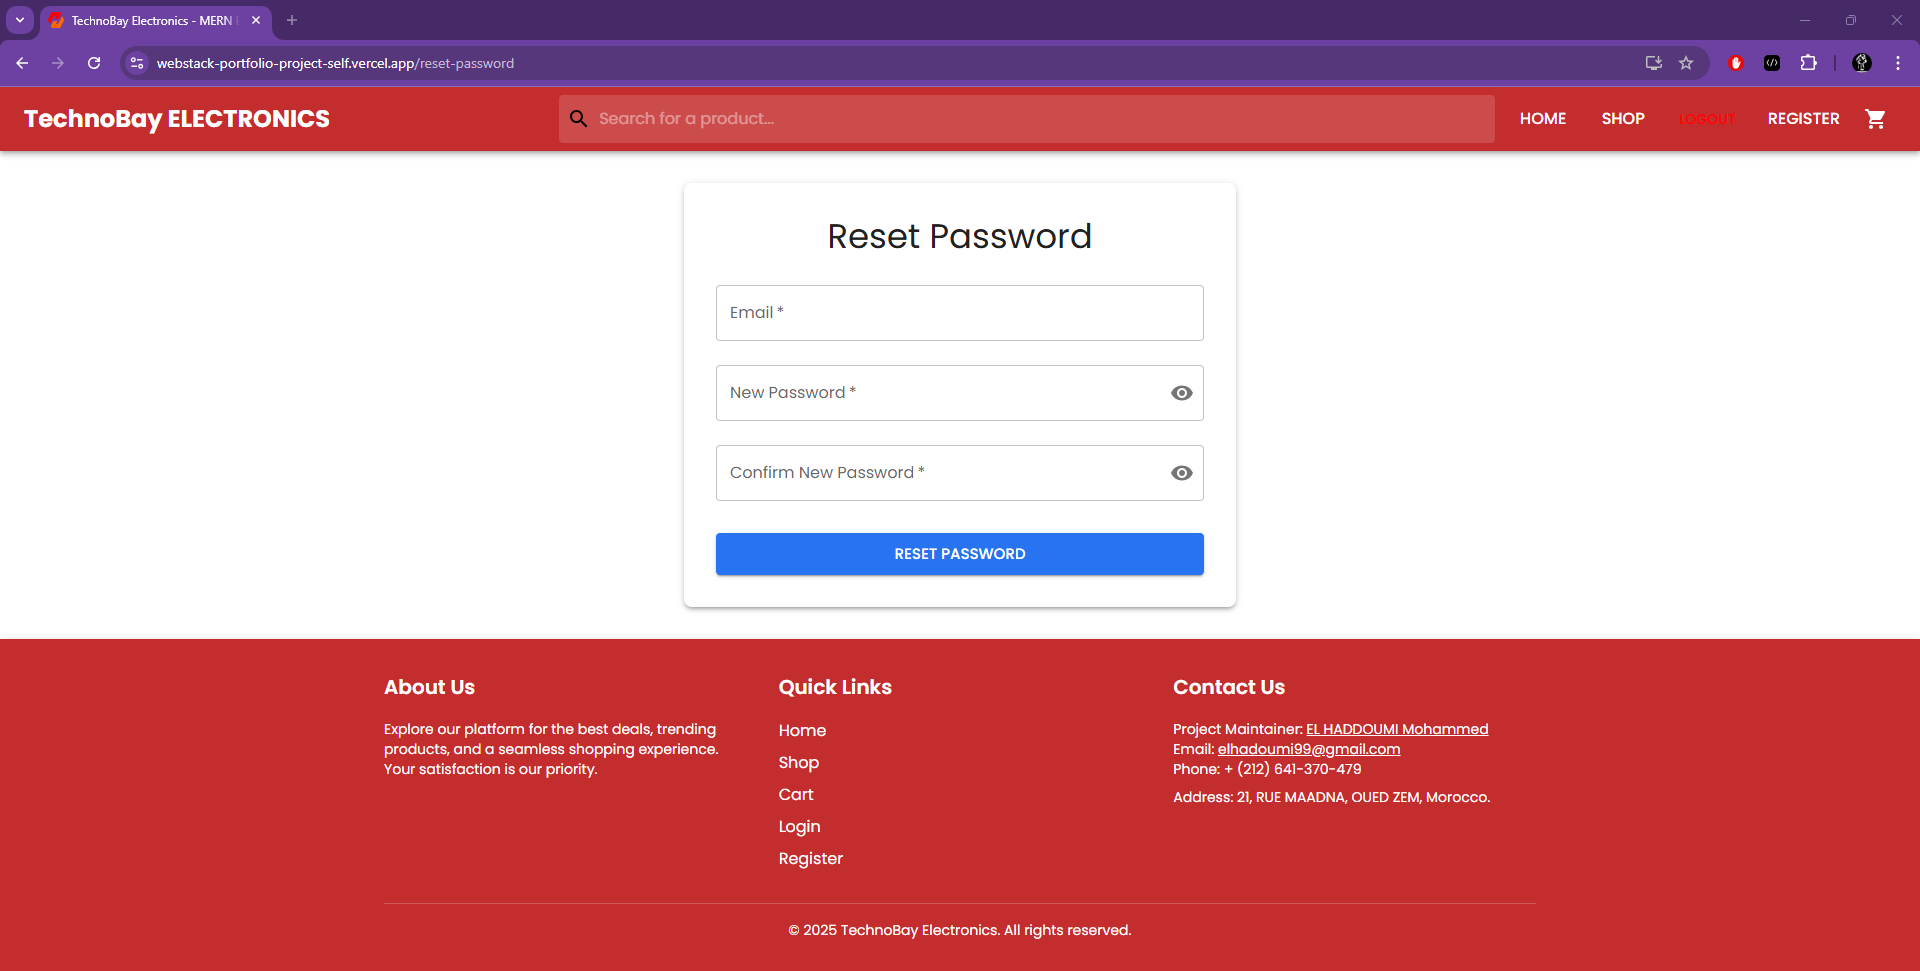 TechnoBay Electronics - MERN
webstack-portfolio-project-self.vercel.app/reset-password
TechnoBay ELECTRONICS
Search for a product...
HOME
SHOP
LOGOUT
REGISTER
Reset Password
Email *
New Password *
Confirm New Password *
RESET PASSWORD
About Us
Explore our platform for the best deals, trending
products, and a seamless shopping experience.
Your satisfaction is our priority.
Quick Links
Home
Shop
Cart
Login
Register
Contact Us
Project Maintainer: EL HADDOUMI Mohammed
Email: elhadoumi99@gmail.com
Phone: + (212) 641-370-479
Address: 21, RUE MAADNA, OUED ZEM, Morocco.
© 2025 TechnoBay Electronics. All rights reserved.